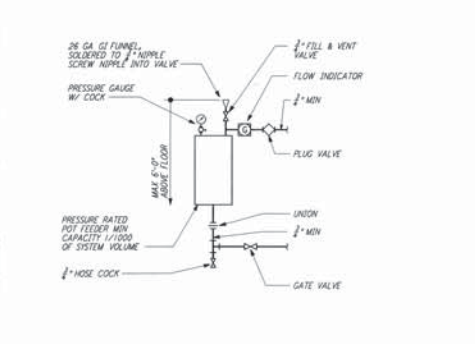 26 GA GI FUNNEL,
SOLDERED TO 3/4" NIPPLE
SCREW NIPPLE INTO VALVE
PRESSURE GAUGE
W/ COCK
MAX 6'-0"
ABOVE FLOOR
PRESSURE RATED
POT FEEDER MIN
CAPACITY 1/1000
OF SYSTEM VOLUME
3/4" HOSE COCK
3/4" FILL & VENT
VALVE
FLOW INDICATOR
3/4" MIN
G
PLUG VALVE
UNION
3/4" MIN
GATE VALVE